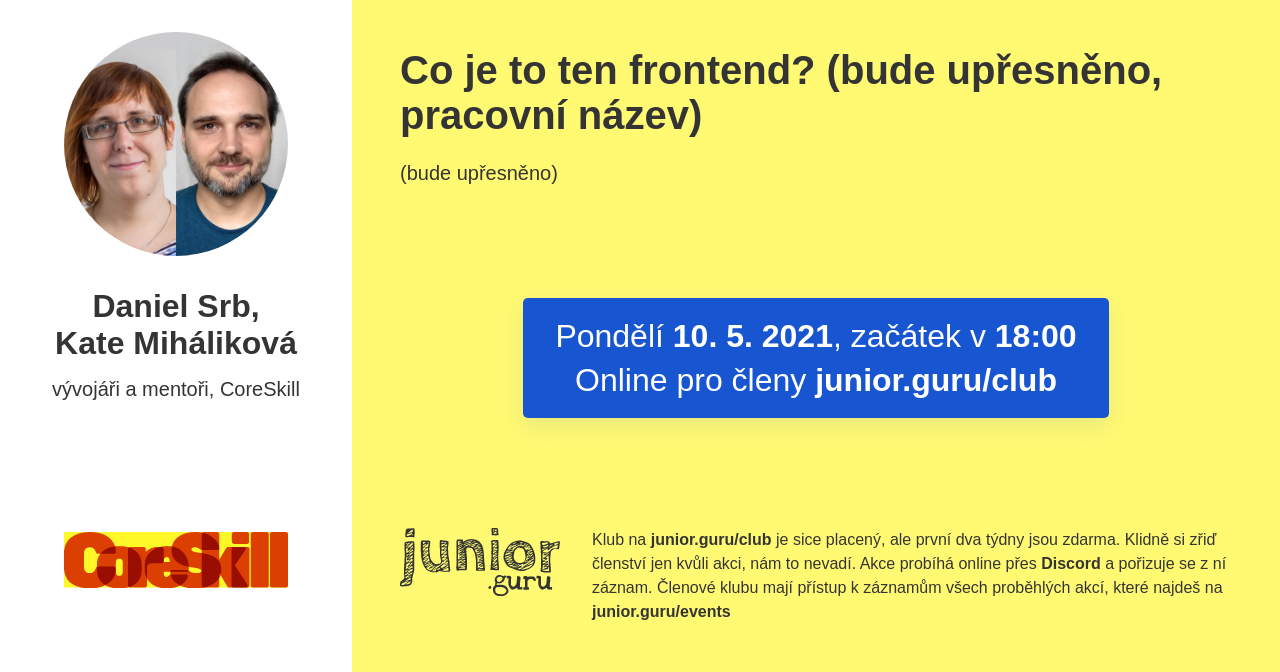 Daniel Srb,
Kate Miháliková
vývojáři a mentoři, CoreSkill
CoreSkill
Co je to ten frontend? (bude upřesněno,
pracovní název)
(bude upřesněno)
Pondělí 10. 5. 2021, začátek v 18:00
Online pro členy junior.guru/club
junior
.guru
Klub na junior.guru/club je sice placený, ale první dva týdny jsou zdarma. Klidně si zřiď
členství jen kvůli akci, nám to nevadí. Akce probíhá online přes Discord a pořizuje se z ní
záznam. Členové klubu mají přístup k záznamům všech proběhlých akcí, které najdeš na
junior.guru/events